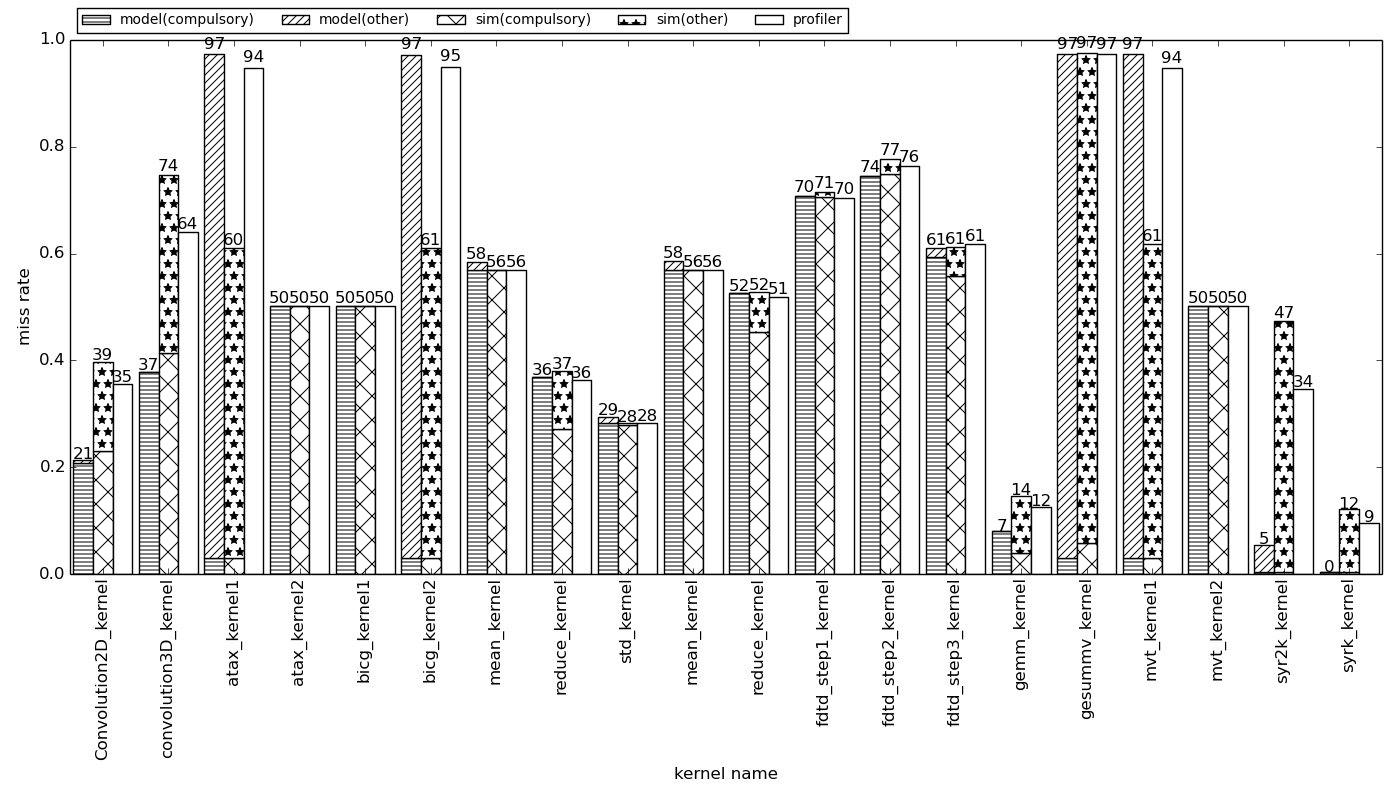 model(compulsory) model(other) sim(compulsory) sim(other) profiler
1.0
0.8
0.6
0.4
0.2
0.0
miss rate
21 39 35
37 74 64
97 60 94
50 50 50
50 50 50
97 61 95
58 56 56
36 37 36
29 28 28
58 56 56
52 52 51
70 71 70
74 77 76
61 61 61
7 14 12
97 97 97
97 61 94
50 50 50
5 47 34
0 12 9
Convolution2D_kernel
convolution3D_kernel
atax_kernel1
atax_kernel2
bicg_kernel1
bicg_kernel2
mean_kernel
reduce_kernel
std_kernel
mean_kernel
reduce_kernel
fdtd_step1_kernel
fdtd_step2_kernel
fdtd_step3_kernel
gemm_kernel
gesummv_kernel
mvt_kernel1
mvt_kernel2
syr2k_kernel
syrk_kernel
kernel name